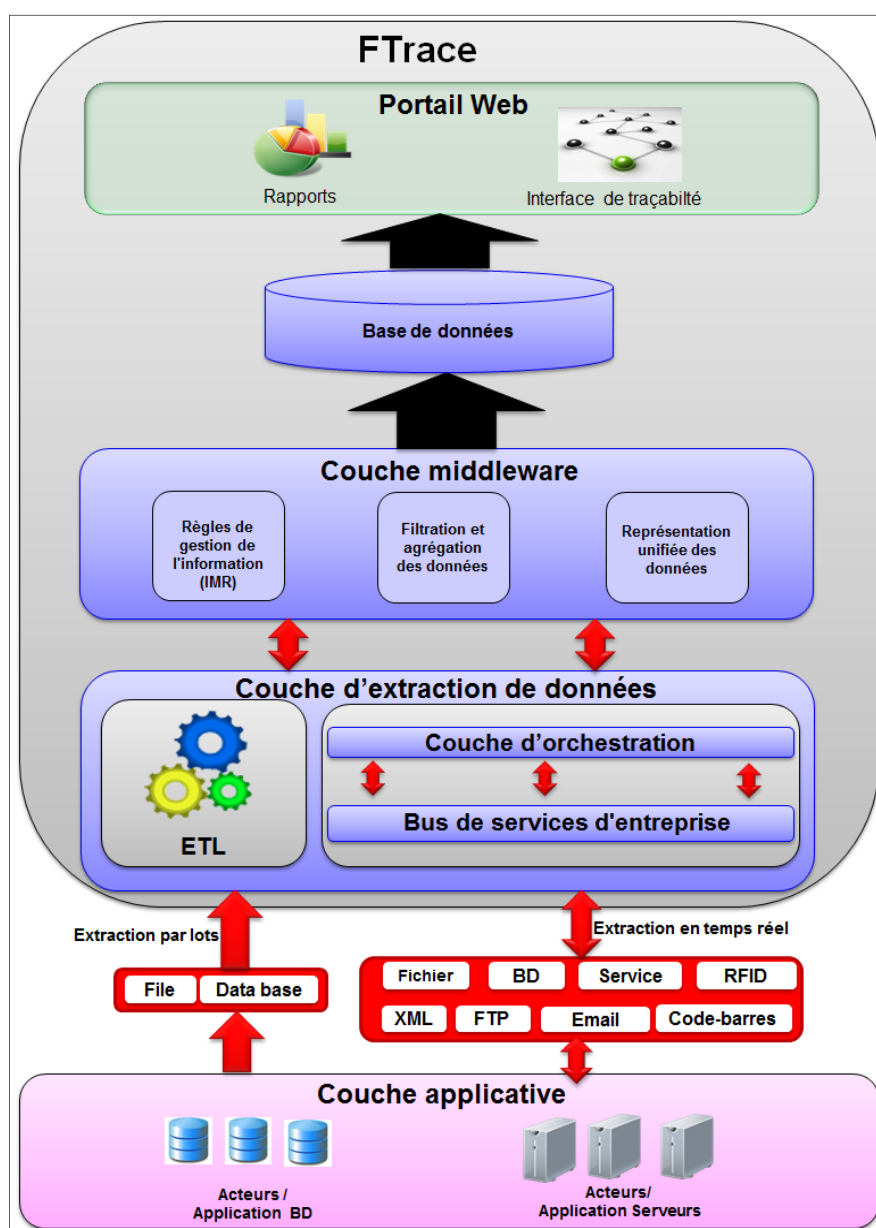 FTrace
Portail Web
Rapports
Interface de traçabilté
Base de données
Couche middleware
Règles de
gestion de
l'information
(IMR)
Filtration et
agrégation
des données
Représentation
unifiée des
données
Couche d'extraction de données
ETL
Couche d'orchestration
Bus de services d'entreprise
Extraction par lots
Extraction en temps réel
File
Data base
Fichier
BD
Service
RFID
XML
FTP
Email
Code-barres
Couche applicative
Acteurs /
Application BD
Acteurs/
Application Serveurs